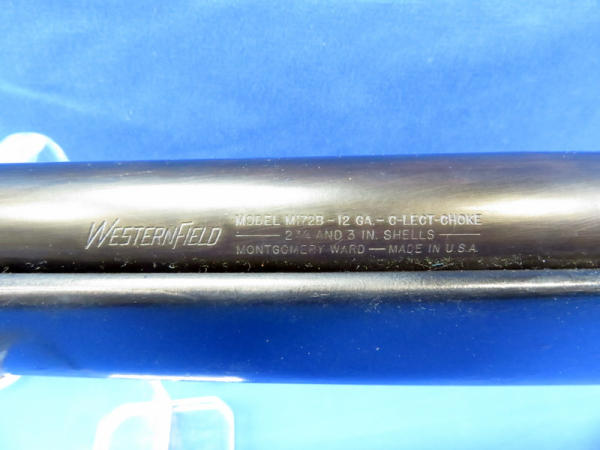 WESTERNFIELD
MODEL M172B - 12 GA. - C-LECT-CHOKE
2 3/4 AND 3 IN. SHELLS
MONTGOMERY WARD — MADE IN U.S.A.